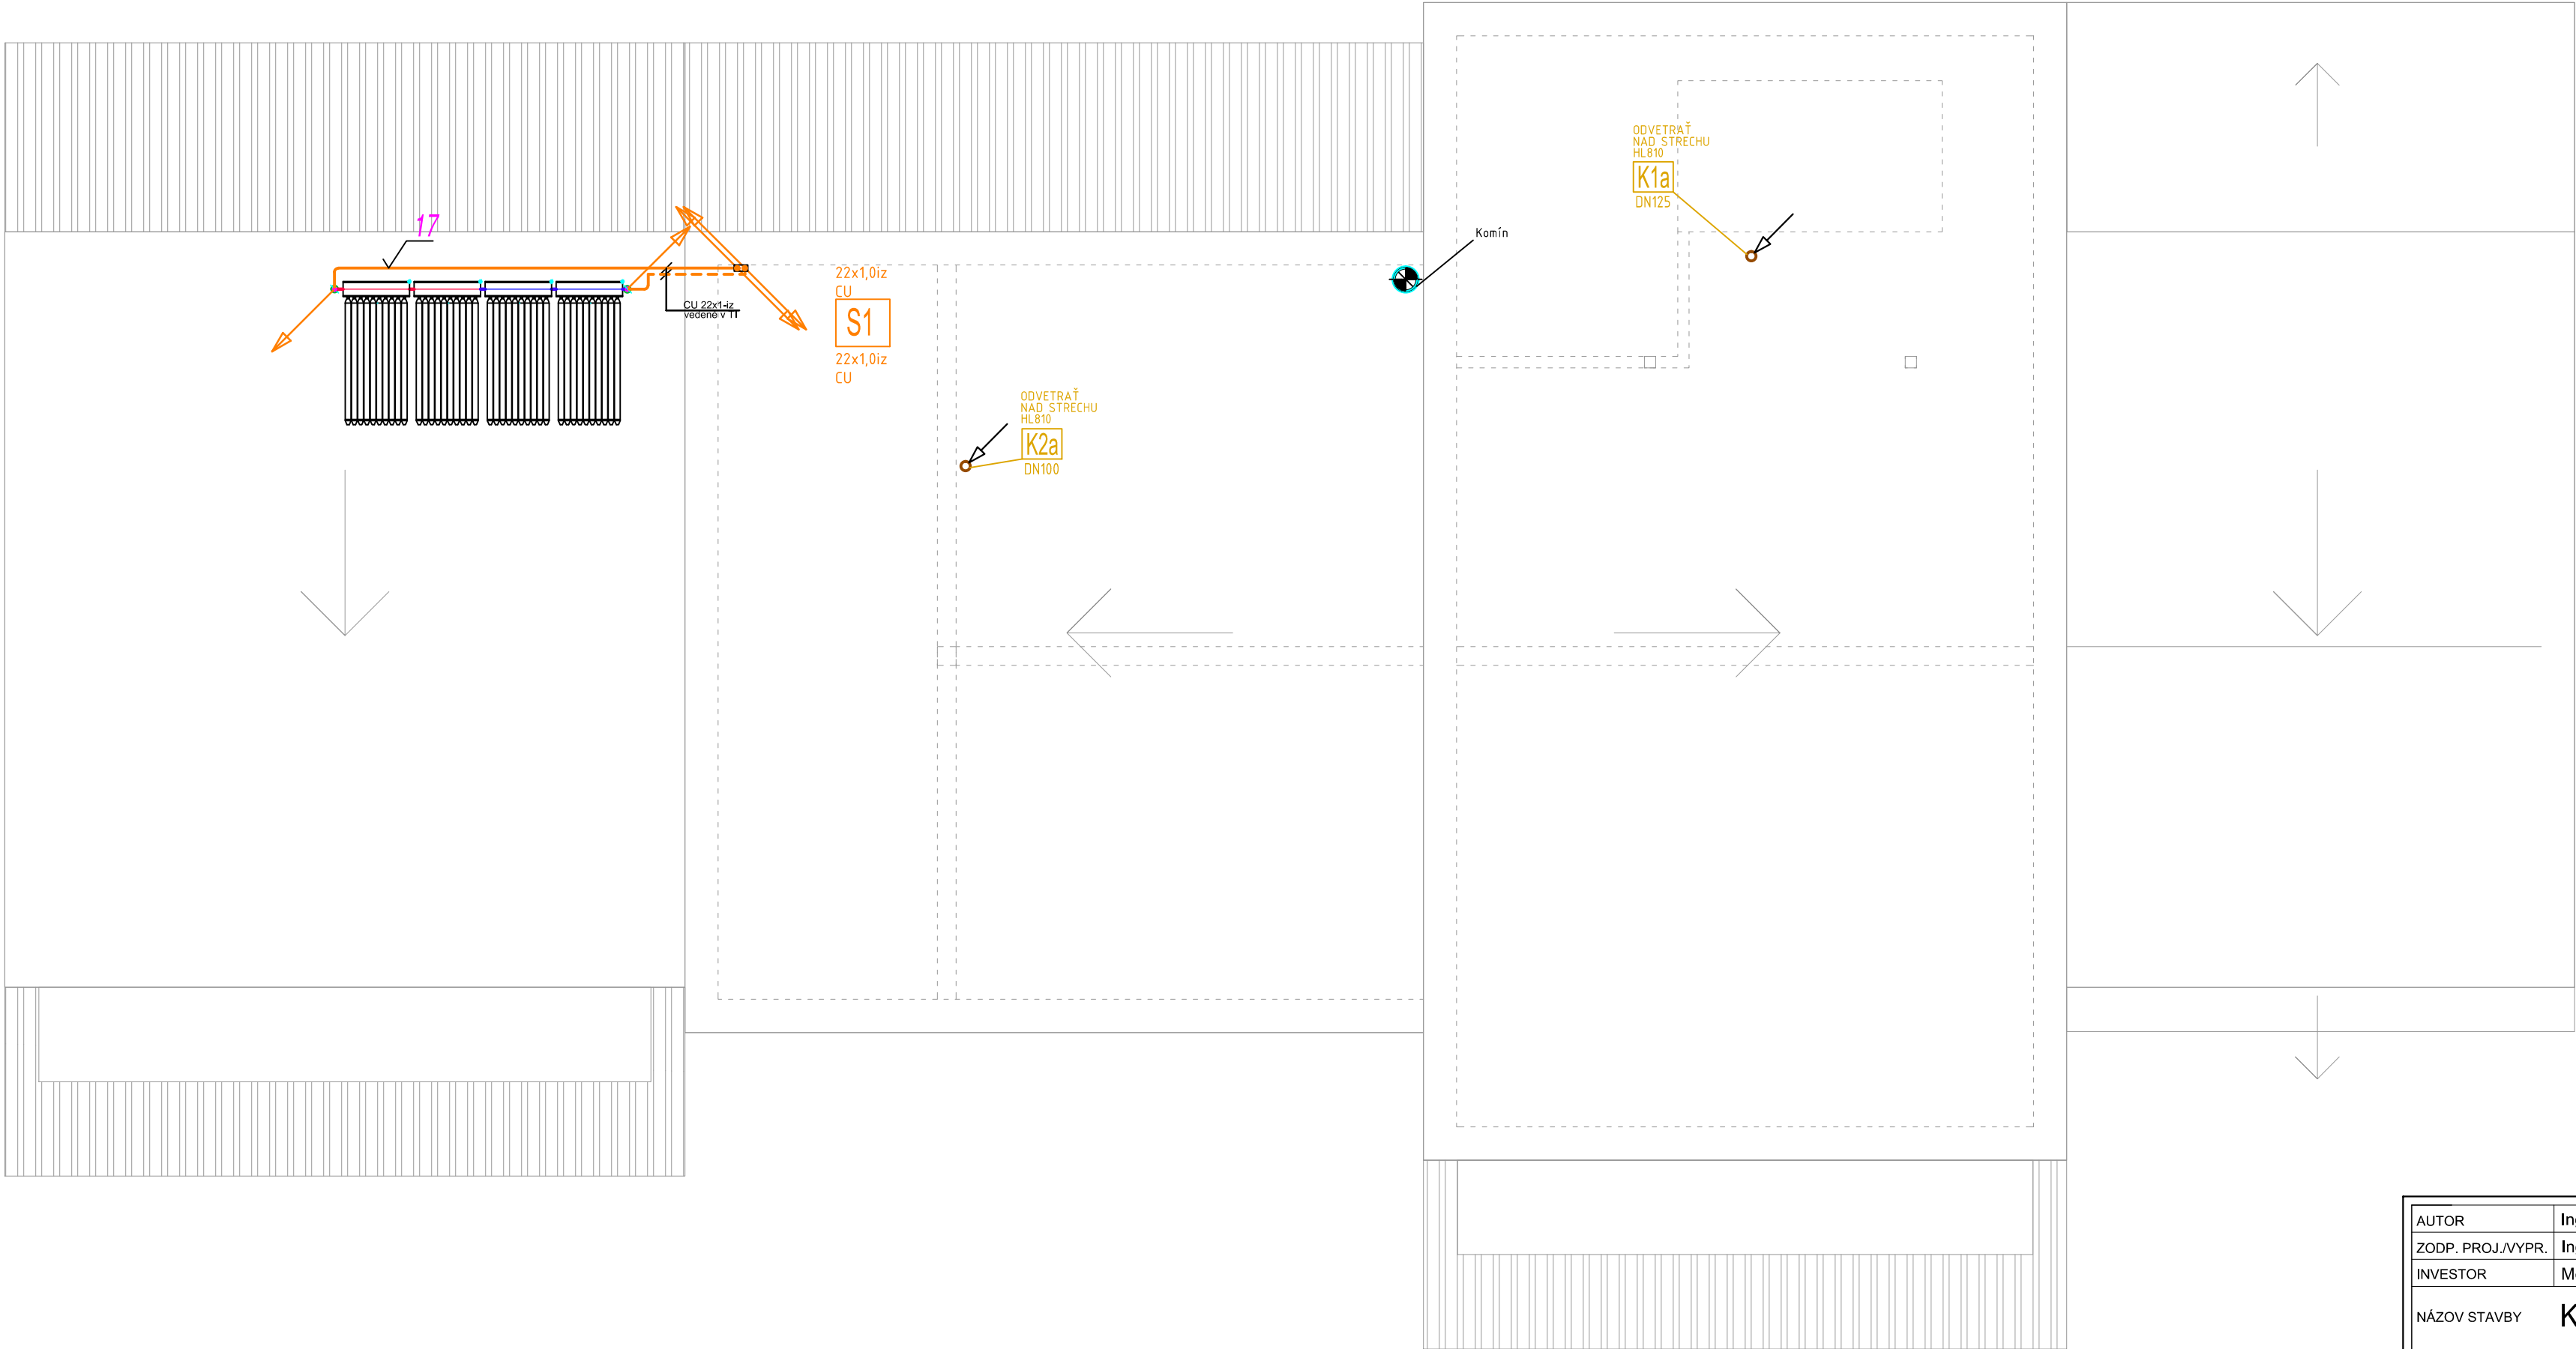 17
CU 22x1-iz
vedené v TI
22x1,0iz
CU
S1
22x1,0iz
CU
ODVETRAŤ
NAD STRECHU
HL810
K2a
DN100
Komín
ODVETRAŤ
NAD STRECHU
HL810
K1a
DN125
AUTOR
ZODP. PROJ./VYPR.
INVESTOR
NÁZOV STAVBY